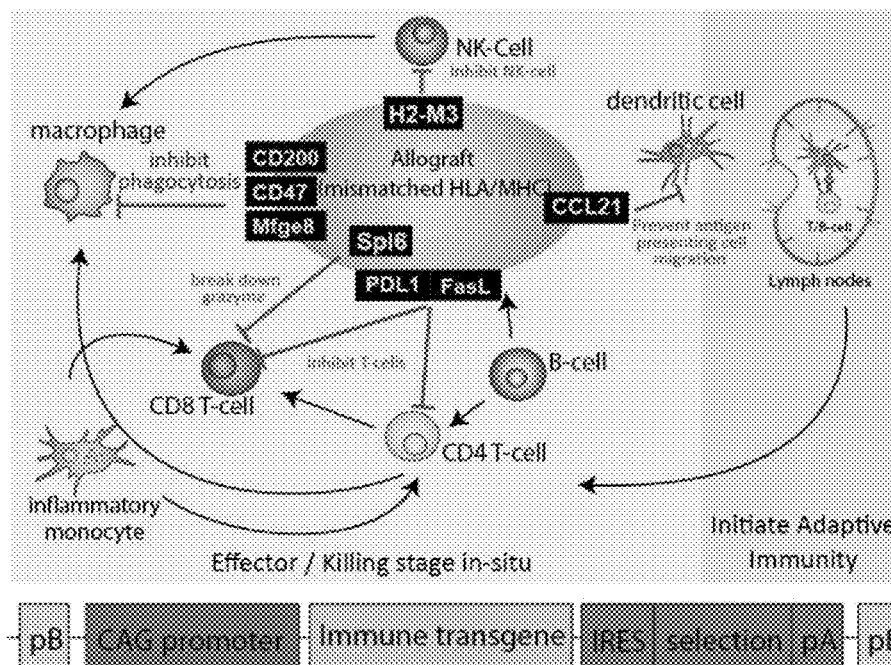 NK-Cell
inhibit NK-cell
H2-M3
dendritic cell
macrophage
inhibit
phagocytosis
CD200
CD47
Mfge8
Allograft
(mismatched HLA/MHC)
CCL21
Prevent antigen
presenting cell
migration
T/B-cell
Lymph nodes
Spi6
break down
grazyme
PDL1 FasL
inhibit T-cells
B-cell
CD8 T-cell
CD4 T-cell
inflammatory
monocyte
Effector / Killing stage in-situ
Initiate Adaptive
Immunity
pB CAG promoter Immune transgene IRES selection pA